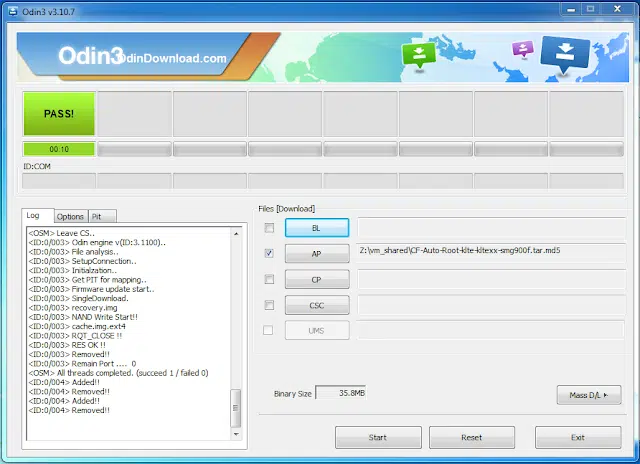 Odin3 v3.10.7
Odin3
OdinDownload.com
PASS!
00:10
ID:COM
Log
Options
Pit
<OSM> Leave CS..
<ID:0/003> Odin engine v(ID:3.1100)..
<ID:0/003> File analysis..
<ID:0/003> SetupConnection..
<ID:0/003> Initialzation..
<ID:0/003> Get PIT for mapping..
<ID:0/003> Firmware update start..
<ID:0/003> SingleDownload.
<ID:0/003> recovery.img
<ID:0/003> NAND Write Start!!
<ID:0/003> cache.img.ext4
<ID:0/003> RQT_CLOSE !!
<ID:0/003> RES OK !!
<ID:0/003> Removed!!
<ID:0/003> Remain Port .... 0
<OSM> All threads completed. (succeed 1 / failed 0)
<ID:0/004> Added!!
<ID:0/004> Removed!!
<ID:0/004> Added!!
<ID:0/004> Removed!!
Files [Download]
BL
AP
Z:\vm_shared\CF-Auto-Root-klte-kltexx-smg900f.tar.md5
CP
CSC
UMS
Binary Size
35.8MB
Mass D/L
Start
Reset
Exit